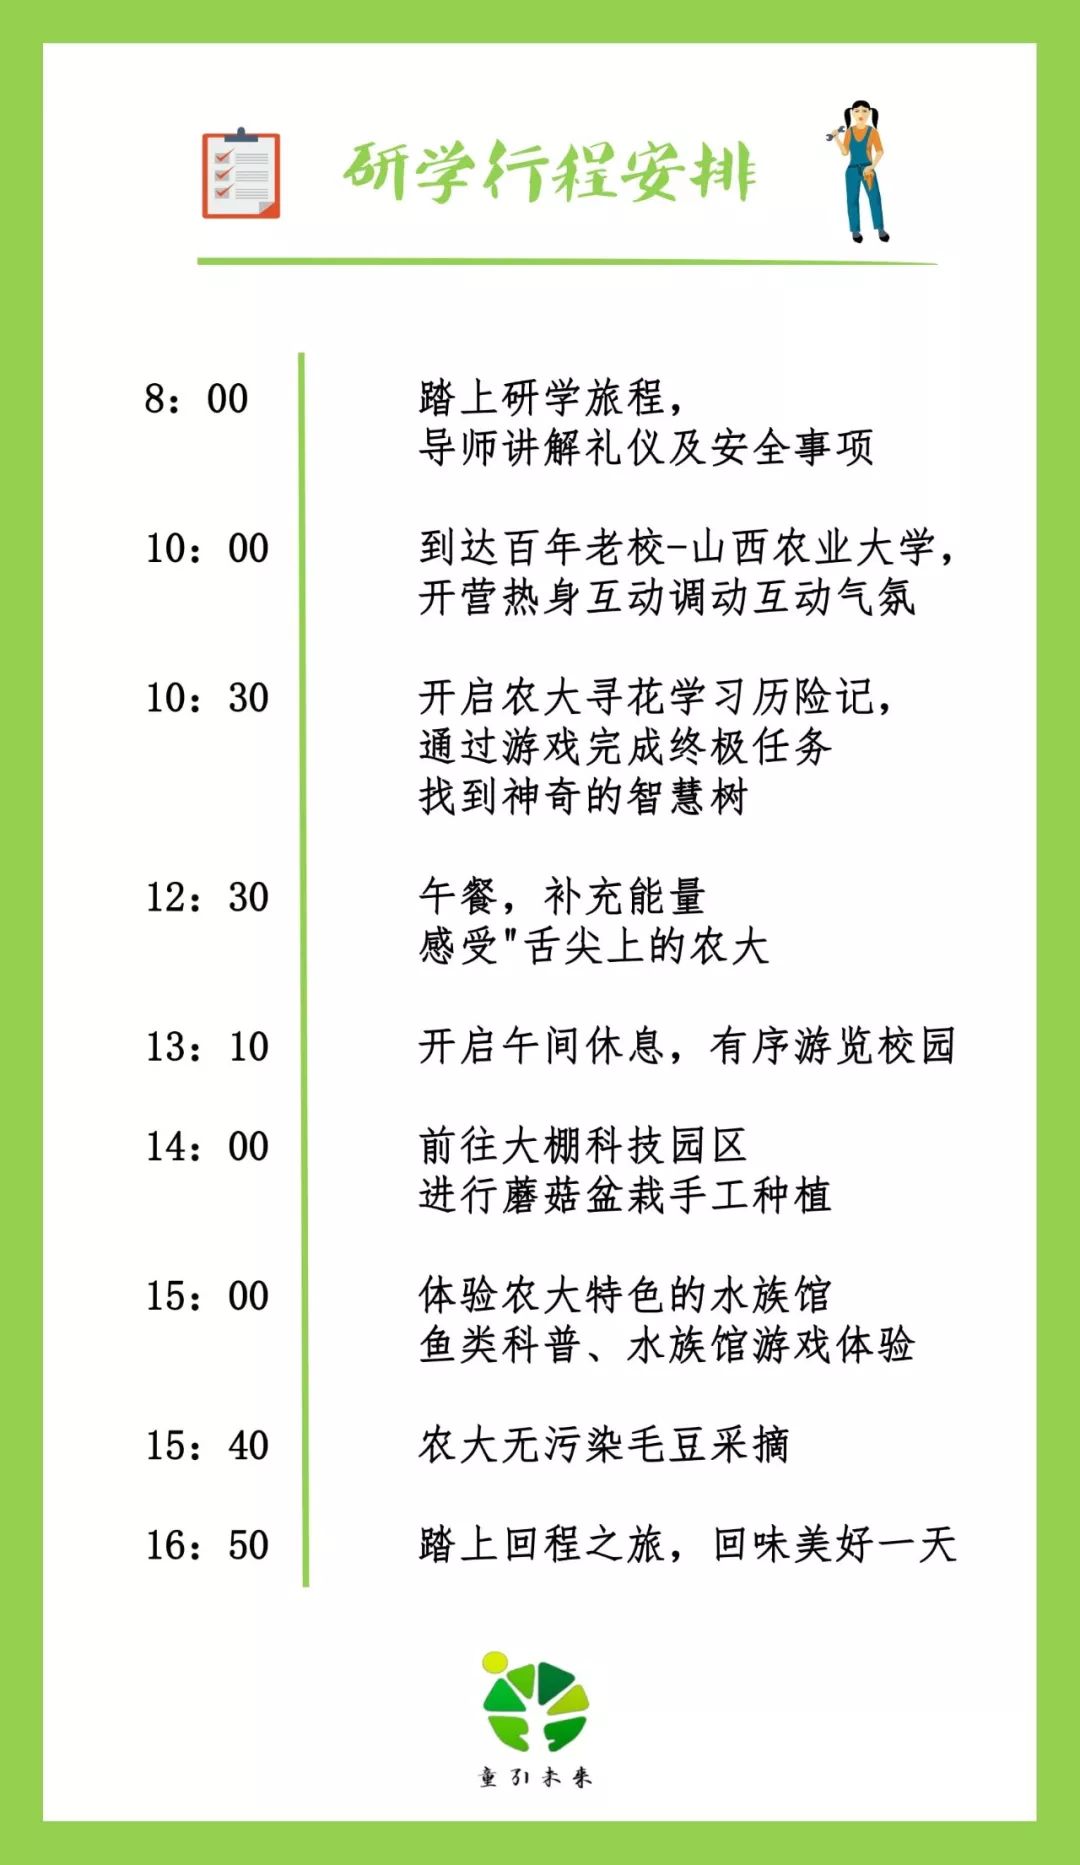 研学行程安排
8：00
踏上研学旅程，
导师讲解礼仪及安全事项
10：00
到达百年老校-山西农业大学，
开营热身互动调动互动气氛
10：30
开启农大寻花学习历险记，
通过游戏完成终极任务
找到神奇的智慧树
12：30
午餐，补充能量
感受"舌尖上的农大
13：10
开启午间休息，有序游览校园
14：00
前往大棚科技园区
进行蘑菇盆栽手工种植
15：00
体验农大特色的水族馆
鱼类科普、水族馆游戏体验
15：40
农大无污染毛豆采摘
16：50
踏上回程之旅，回味美好一天
童引未来